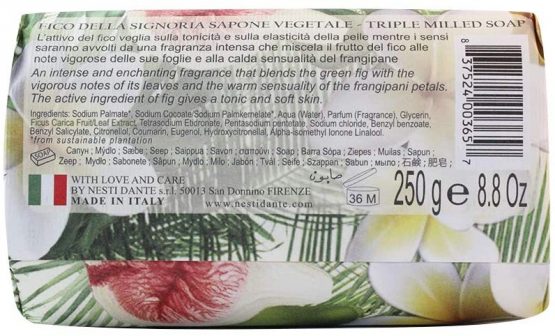 FICO DELLA SIGNORIA SAPONE VEGETALE - TRIPLE MILLED SOAP
L'attivo del fico veglia sulla tonicità e sulla elasticità della pelle mentre i sensi
saranno avvolti da una fragranza intensa che miscela il frutto del fico alle
note vigorose delle sue foglie e alla calda sensualità del frangipane
An intense and enchanting fragrance that blends the green fig with the
vigorous notes of its leaves and the warm sensuality of the frangipani petals.
The active ingredient of fig gives a tonic and soft skin.
Ingredients: Sodium Palmate*, Sodium Cocoate/Sodium Palmkernelate*, Aqua (Water), Parfum (Fragrance), Glycerin,
Ficus Carica Fruit/Leaf Extract, Tetrasodium Etidronate, Pentasodium pentetate, Sodium chloride, Benzyl benzoate,
Benzyl Salicylate, Citronellol, Coumarin, Eugenol, Hydroxycitronellal, Alpha-isomethyl Ionone Linalool.
*from sustainable plantation
SOAP
Сапун ; Mýdlo ; Sæbe ; Seep ; Saippua ; Savon ; σαπούνι ; Soap ; Barra Sópa ; Ziepes ; Muilas ; Sapun ;
Zeep ; Mydło ; Sabonete ; Săpun ; Mydlo ; Milo ; Jabón ; Tvål ; Seife ; Szappan ; Sabun ; мыло ; 石鹸 ; 肥皂 ;
صابون
WITH LOVE AND CARE
BY NESTI DANTE s.r.l. 50013 San Donnino FIRENZE
MADE IN ITALY www.nestidante.com
36 M
250 g e 8.8 Oz
8 37524 00365 7